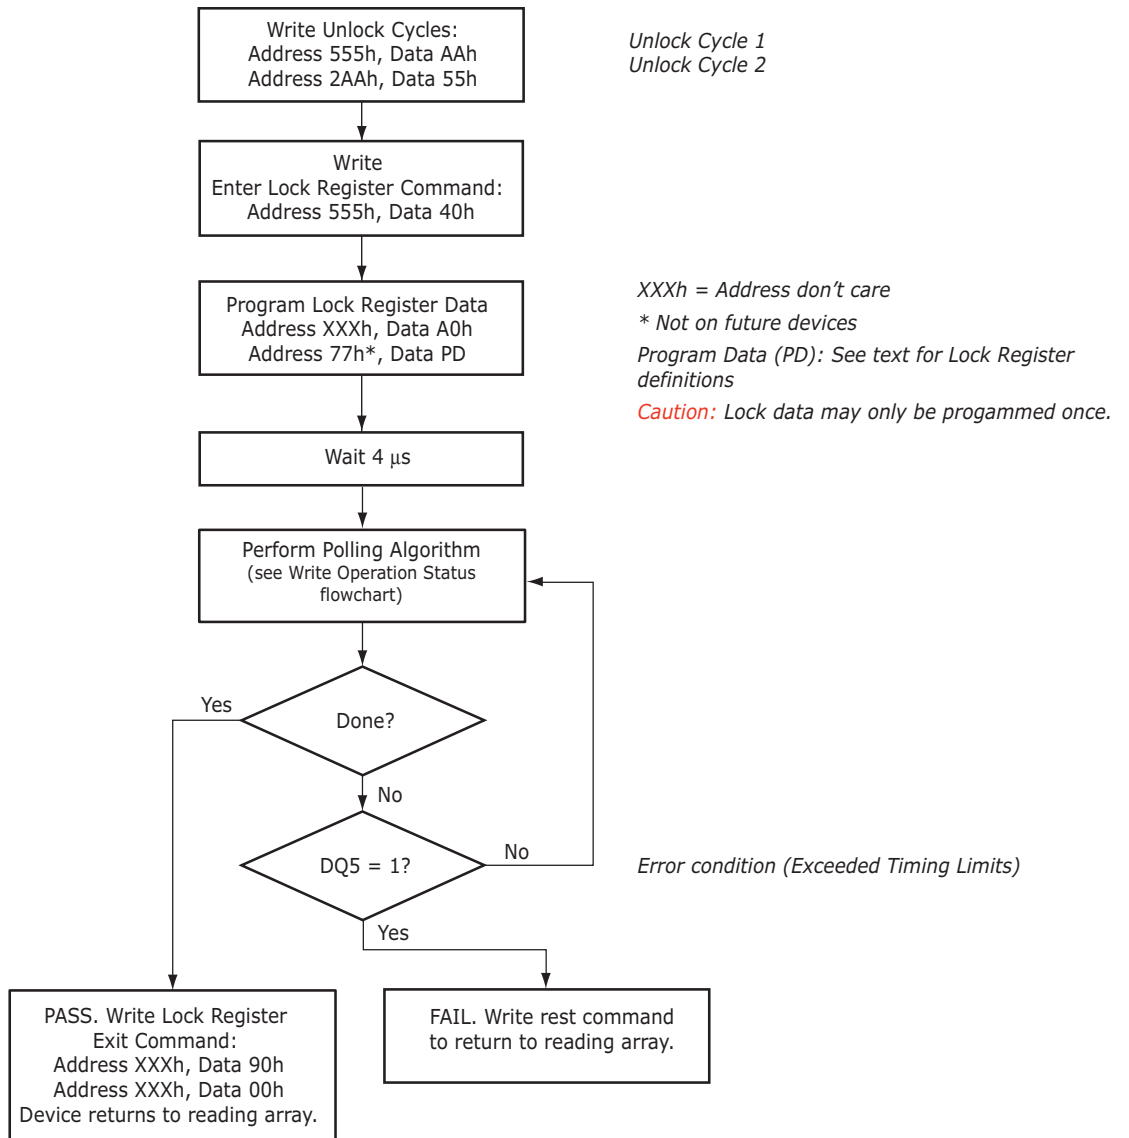 Write Unlock Cycles:
Address 555h, Data AAh
Address 2AAh, Data 55h
Unlock Cycle 1
Unlock Cycle 2
Write
Enter Lock Register Command:
Address 555h, Data 40h
Program Lock Register Data
Address XXXh, Data A0h
Address 77h*, Data PD
XXXh = Address don’t care
* Not on future devices
Program Data (PD): See text for Lock Register
definitions
Caution: Lock data may only be progammed once.
Wait 4 μs
Perform Polling Algorithm
(see Write Operation Status
flowchart)
Yes
Done?
No
DQ5 = 1?
No
Error condition (Exceeded Timing Limits)
Yes
PASS. Write Lock Register
Exit Command:
Address XXXh, Data 90h
Address XXXh, Data 00h
Device returns to reading array.
FAIL. Write rest command
to return to reading array.